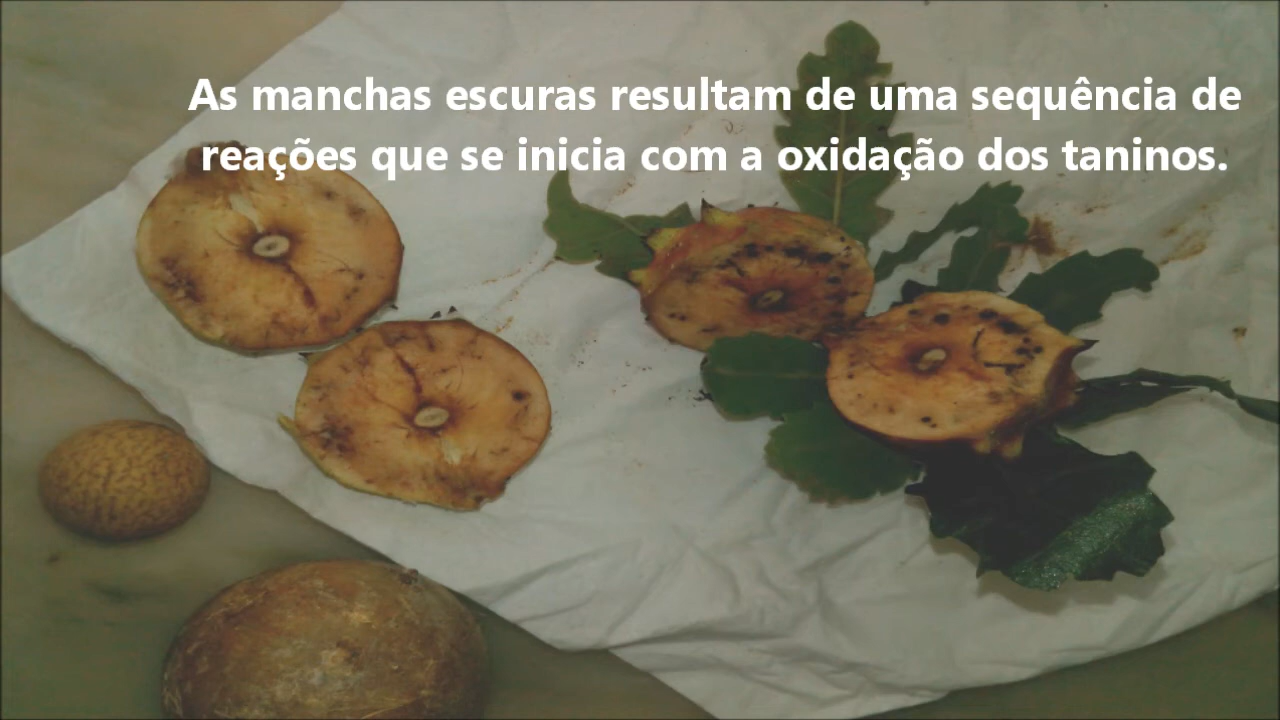 As manchas escuras resultam de uma sequência de
reações que se inicia com a oxidação dos taninos.